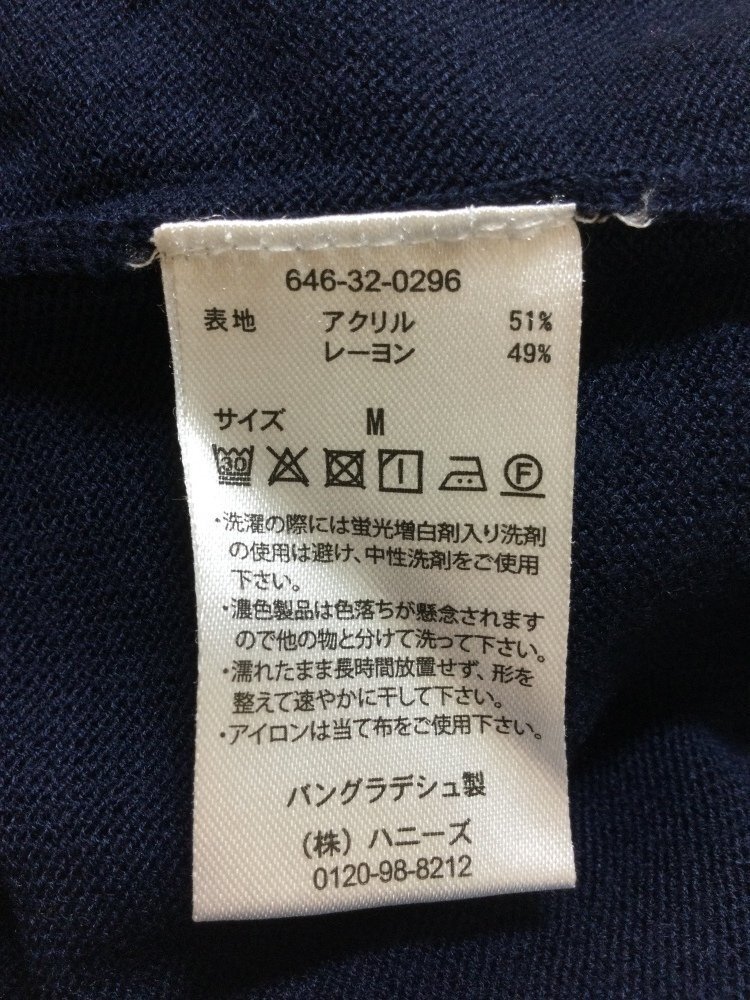 646-32-0296
表地 アクリル 51%
レーヨン 49%
サイズ M
30 F
・洗濯の際には蛍光増白剤入り洗剤
の使用は避け、中性洗剤をご使用
下さい。
・濃色製品は色落ちが懸念されます
ので他の物と分けて洗って下さい。
・濡れたまま長時間放置せず、形を
整えて速やかに干して下さい。
・アイロンは当て布をご使用下さい。
バングラデシュ製
（株）ハニーズ
0120-98-8212